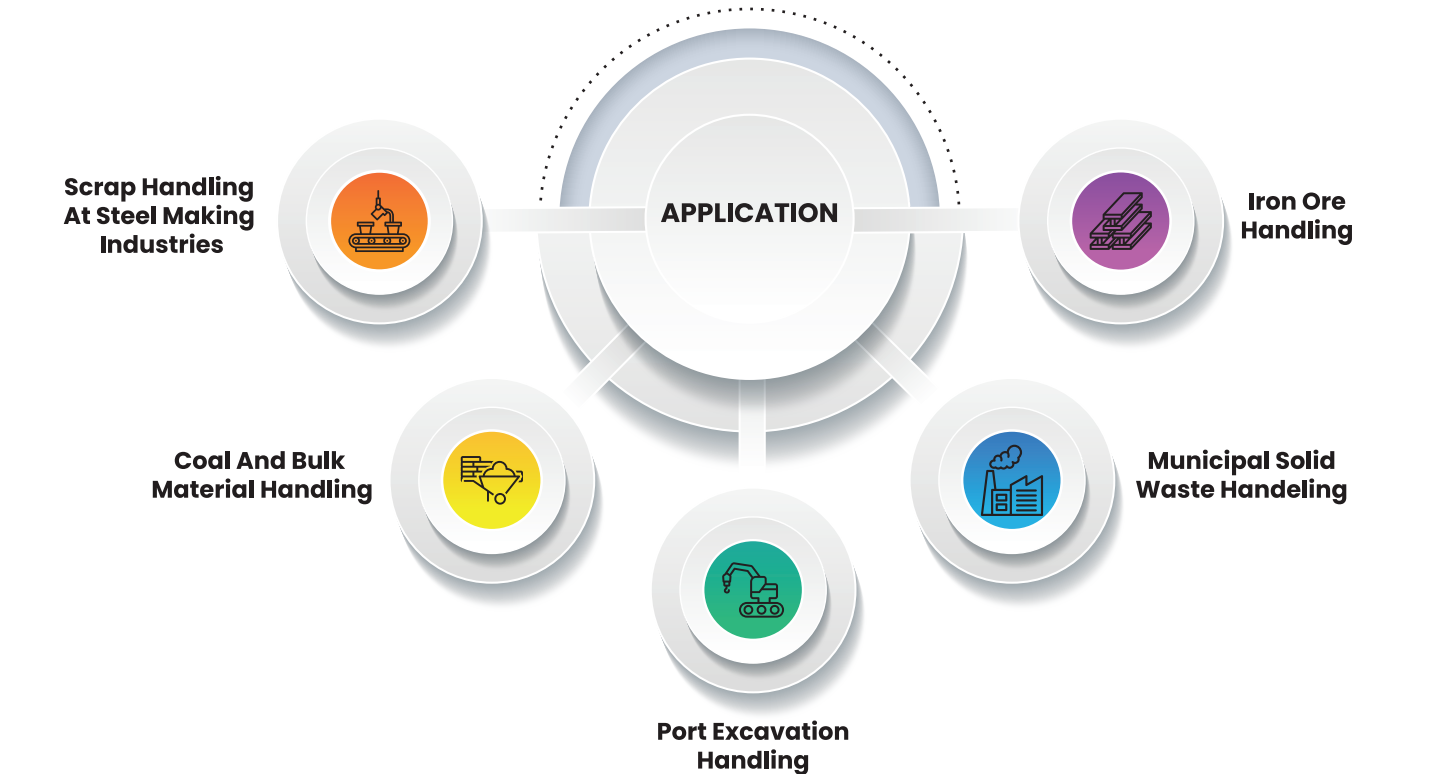 APPLICATION
Scrap Handling
At Steel Making
Industries
Iron Ore
Handling
Coal And Bulk
Material Handling
Municipal Solid
Waste Handeling
Port Excavation
Handling